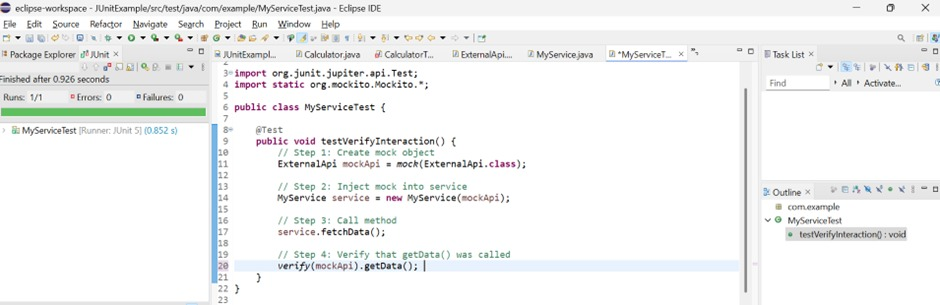 eclipse-workspace - JUnitExample/src/test/java/com/example/MyServiceTest.java - Eclipse IDE
File Edit Source Refactor Navigate Search Project Run Window Help
Package Explorer JUnit
Finished after 0.926 seconds
Runs: 1/1 Errors: 0 Failures: 0
MyServiceTest [Runner: JUnit 5] (0.852 s)
JUnitExampl... Calculator.java CalculatorT... ExternalApi.... MyService.java *MyServiceT...
2
3 import org.junit.jupiter.api.Test;
4 import static org.mockito.Mockito.*;
5
6 public class MyServiceTest {
7
8 @Test
9 public void testVerifyInteraction() {
10 // Step 1: Create mock object
11 ExternalApi mockApi = mock(ExternalApi.class);
12
13 // Step 2: Inject mock into service
14 MyService service = new MyService(mockApi);
15
16 // Step 3: Call method
17 service.fetchData();
18
19 // Step 4: Verify that getData() was called
20 verify(mockApi).getData();
21 }
22 }
23
Task List
Find All Activate...
Outline
com.example
MyServiceTest
testVerifyInteraction() : void